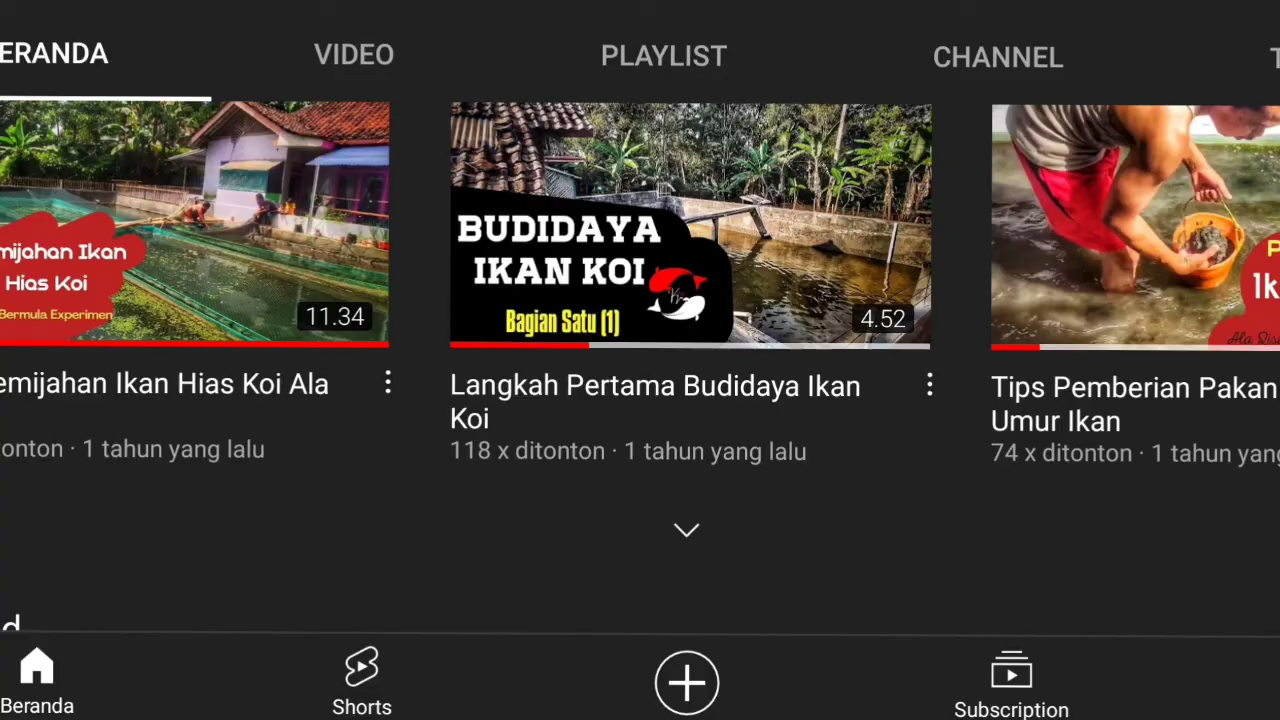 ERANDA
VIDEO
PLAYLIST
CHANNEL
T
mijahan Ikan
Hias Koi
Bermula Experimen
11.34
BUDIDAYA
IKAN KOI
Bagian Satu (1)
4.52
P
Ik
emijahan Ikan Hias Koi Ala
tonton · 1 tahun yang lalu
Langkah Pertama Budidaya Ikan
Koi
118 x ditonton · 1 tahun yang lalu
Tips Pemberian Pakan
Umur Ikan
74 x ditonton · 1 tahun yang
d
Beranda
Shorts
Subscription